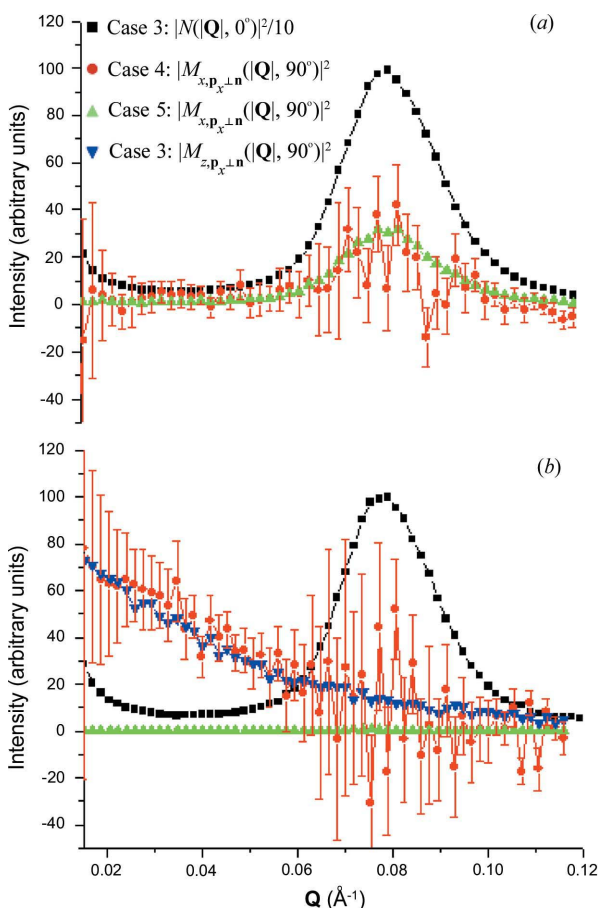 (a)
Case 3: |N(|Q|, 0°)|²/10
Case 4: |Mx,px⊥n(|Q|, 90°)|²
Case 5: |Mx,px⊥n(|Q|, 90°)|²
Case 3: |Mz,px⊥n(|Q|, 90°)|²
Intensity (arbitrary units)
120
100
80
60
40
20
0
-20
-40
(b)
Intensity (arbitrary units)
120
100
80
60
40
20
0
-20
-40
0.02 0.04 0.06 0.08 0.10 0.12
Q (Å⁻¹)